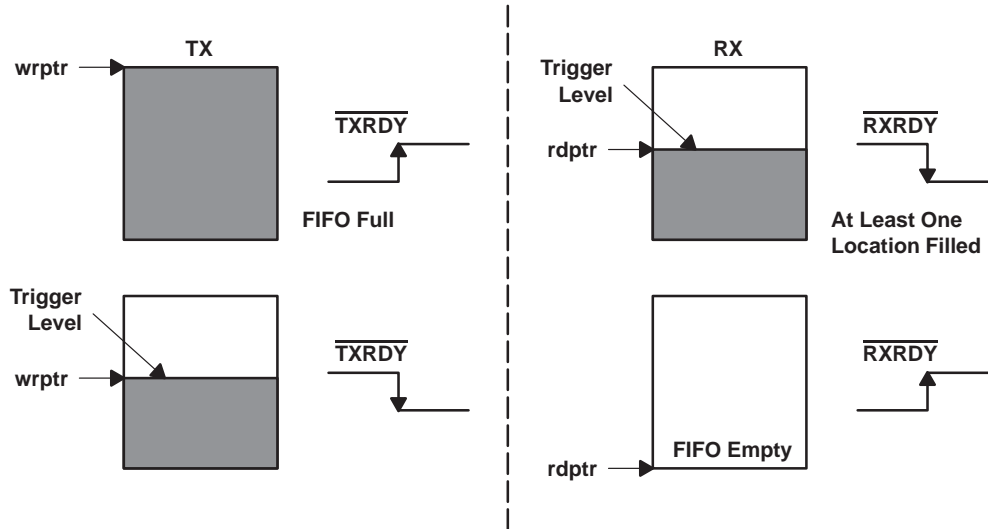 TX
wrptr
TXRDY
FIFO Full
Trigger
Level
wrptr
TXRDY
RX
Trigger
Level
rdptr
RXRDY
At Least One
Location Filled
RXRDY
FIFO Empty
rdptr